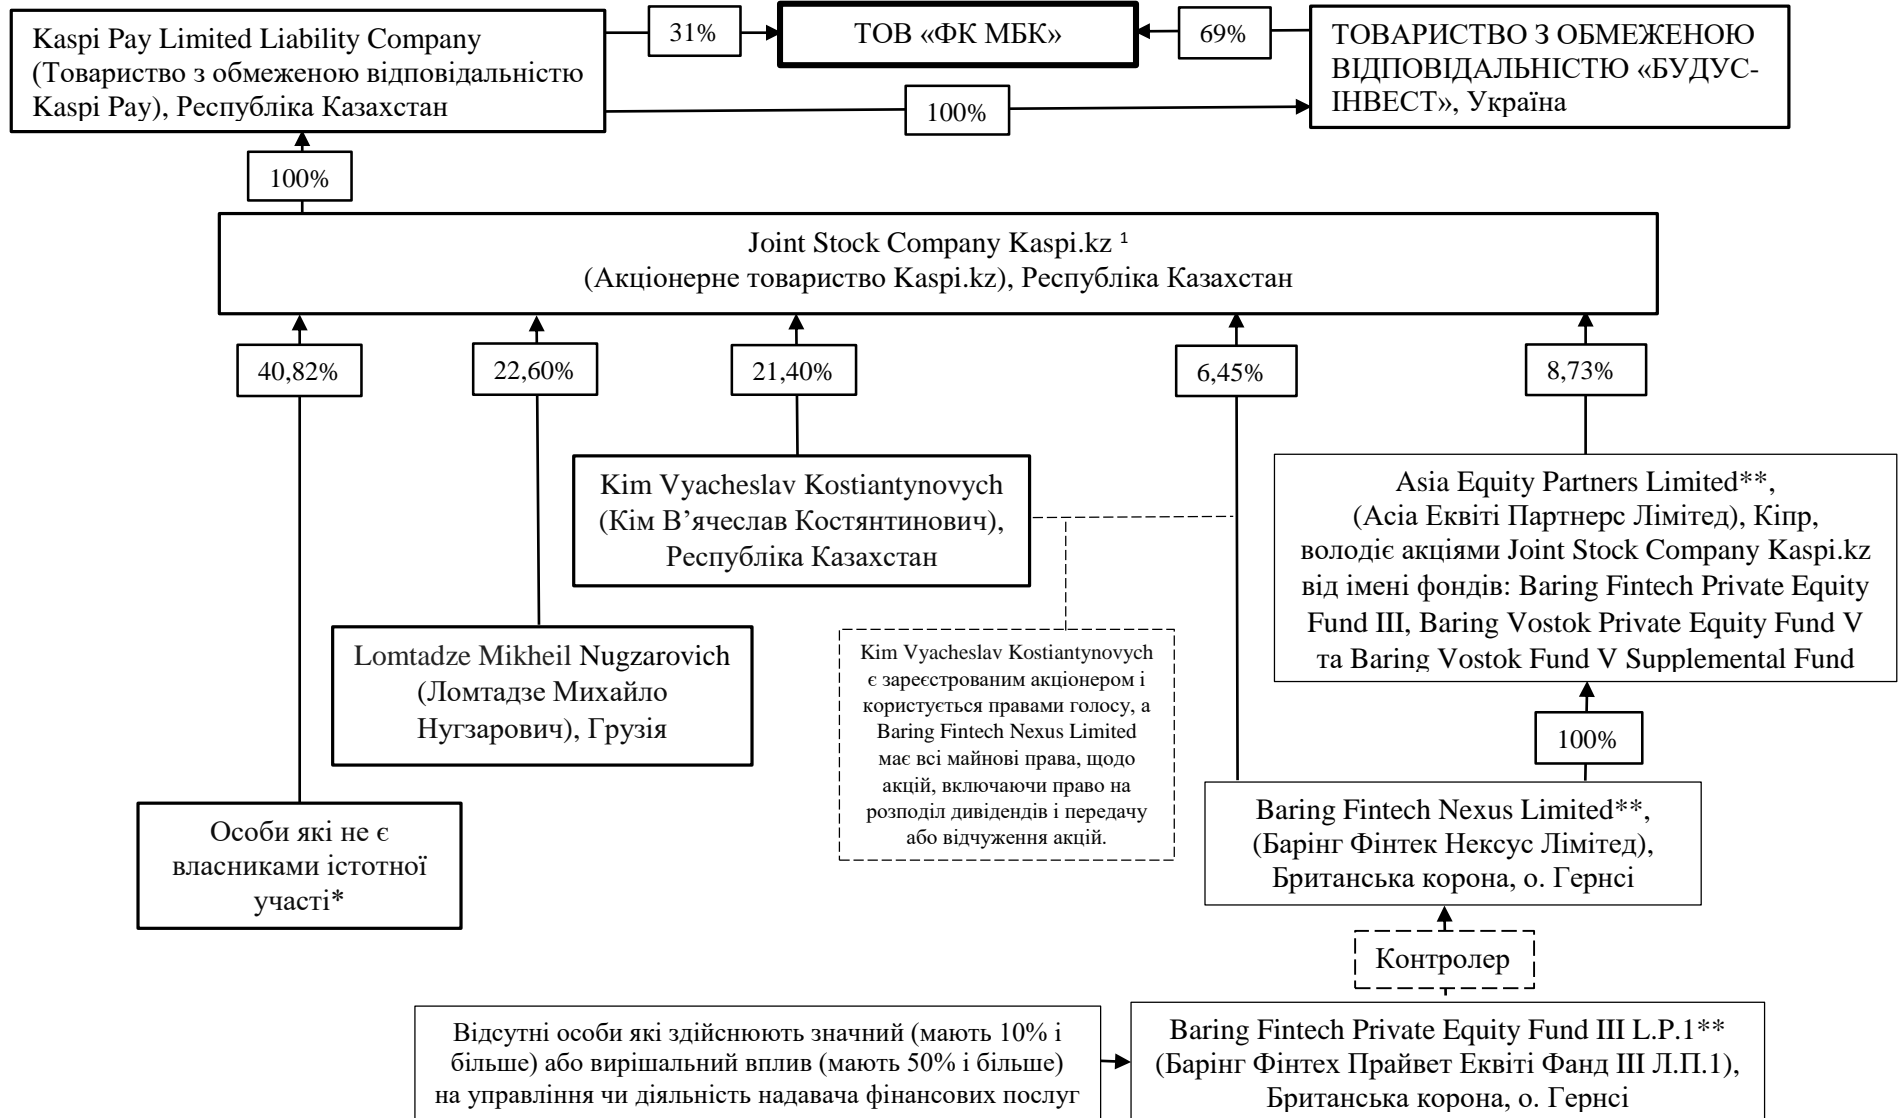 Kaspi Pay Limited Liability Company
(Товариство з обмеженою відповідальністю
Kaspi Pay), Республіка Казахстан
31%
ТОВ «ФК МБК»
69%
ТОВАРИСТВО З ОБМЕЖЕНОЮ
ВІДПОВІДАЛЬНІСТЮ «БУДУС-
ІНВЕСТ», Україна
100%
100%
Joint Stock Company Kaspi.kz ¹
(Акціонерне товариство Kaspi.kz), Республіка Казахстан
40,82%
22,60%
21,40%
6,45%
8,73%
Kim Vyacheslav Kostiantynovych
(Кім В’ячеслав Костянтинович),
Республіка Казахстан
Asia Equity Partners Limited**,
(Асіа Еквіті Партнерс Лімітед), Кіпр,
володіє акціями Joint Stock Company Kaspi.kz
від імені фондів: Baring Fintech Private Equity
Fund III, Baring Vostok Private Equity Fund V
та Baring Vostok Fund V Supplemental Fund
Lomtadze Mikheil Nugzarovich
(Ломтадзе Михайло
Нугзарович), Грузія
Kim Vyacheslav Kostiantynovych
є зареєстрованим акціонером і
користується правами голосу, а
Baring Fintech Nexus Limited
має всі майнові права, щодо
акцій, включаючи право на
розподіл дивідендів і передачу
або відчуження акцій.
100%
Особи які не є
власниками істотної
участі*
Baring Fintech Nexus Limited**,
(Барінг Фінтек Нексус Лімітед),
Британська корона, о. Гернсі
Контролер
Відсутні особи які здійснюють значний (мають 10% і
більше) або вирішальний вплив (мають 50% і більше)
на управління чи діяльність надавача фінансових послуг
Baring Fintech Private Equity Fund III L.P.1**
(Барінг Фінтех Прайвет Еквіті Фанд III Л.П.1),
Британська корона, о. Гернсі